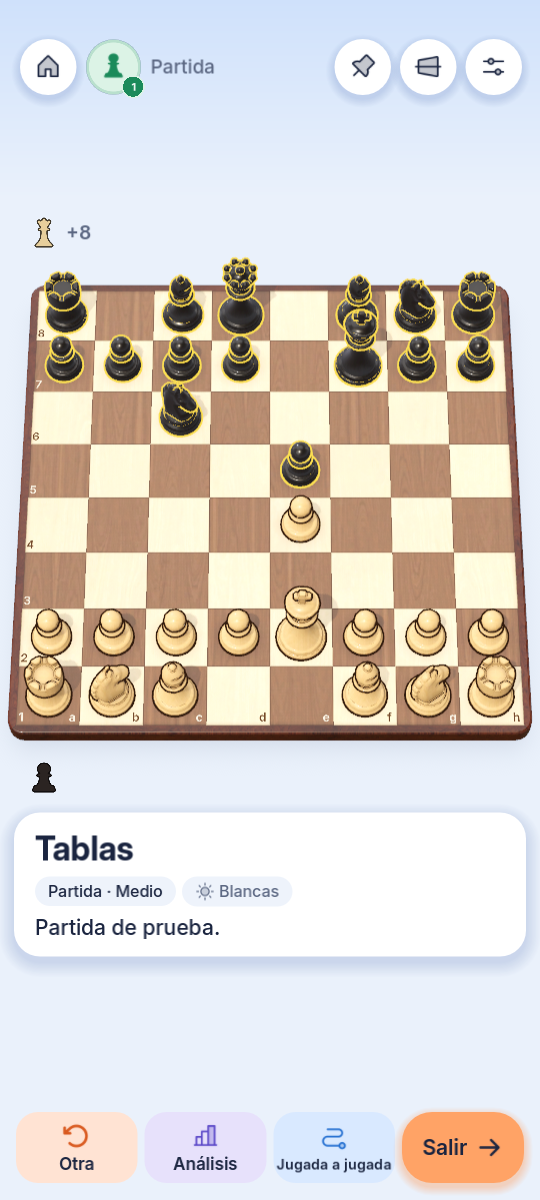 Partida
1
+8
8
7
6
5
4
3
2
1 a b c d e f g h
Tablas
Partida · Medio
Blancas
Partida de prueba.
Otra
Análisis
Jugada a jugada
Salir